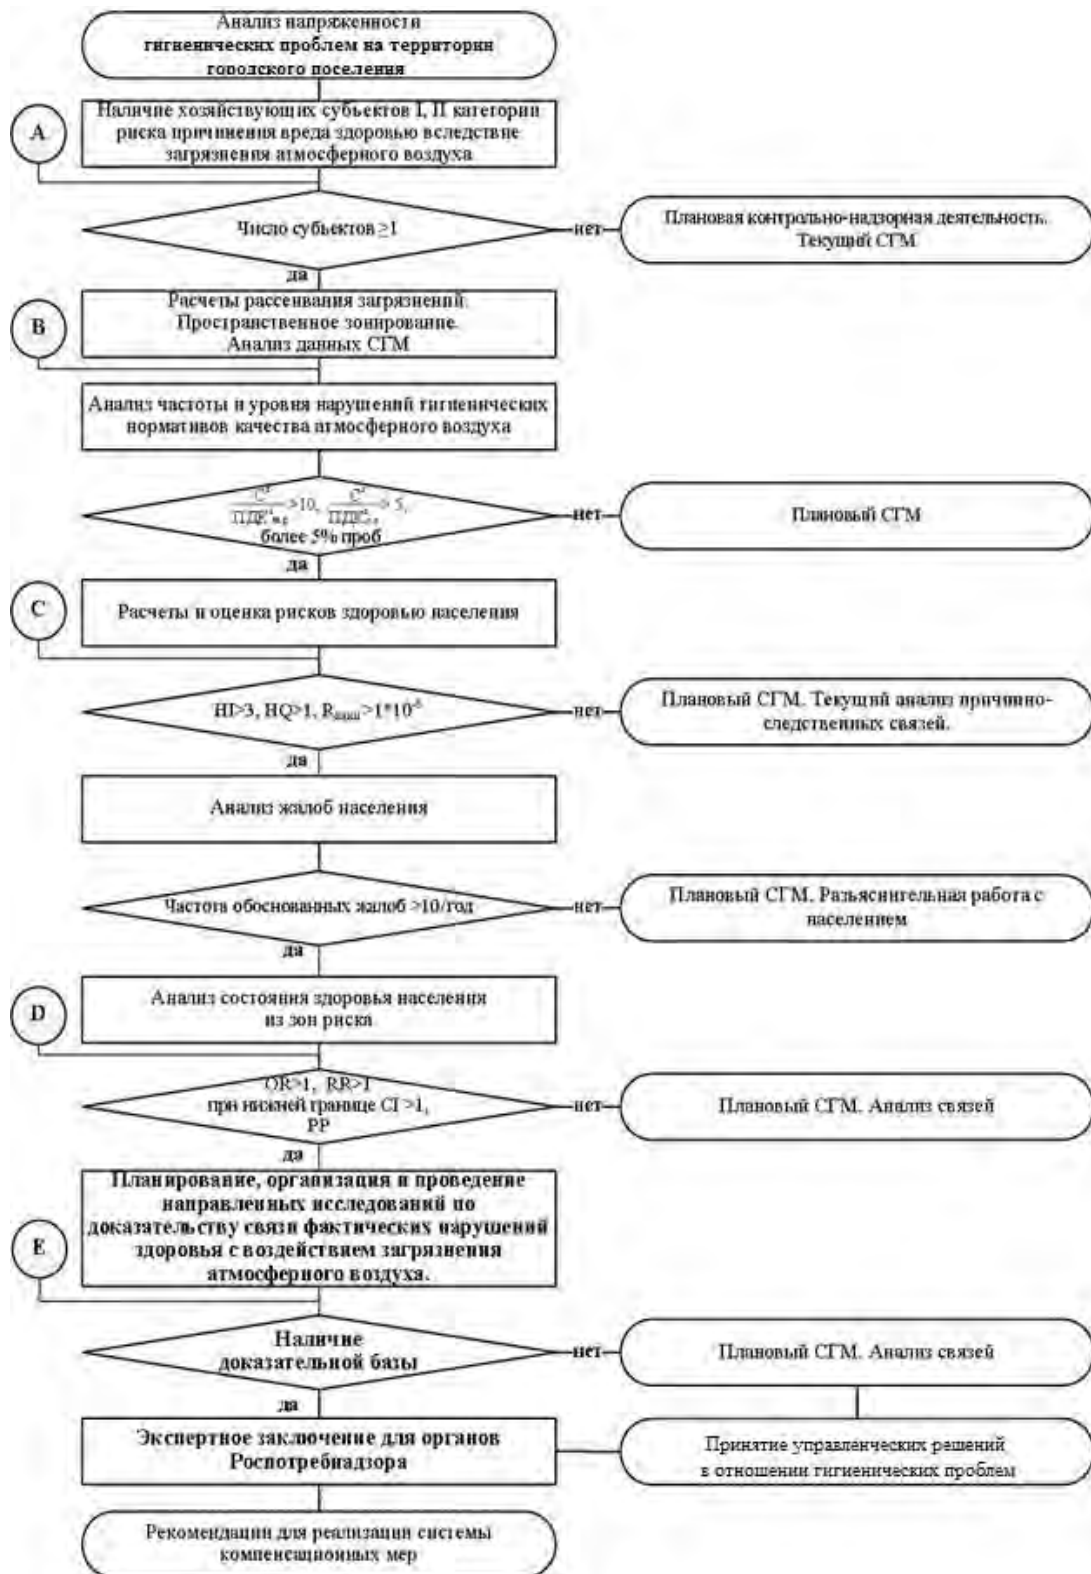 Анализ напряженности
гигиенических проблем на территории
городского поселения
А
Наличие хозяйствующих субъектов I, II категории
риска причинения вреда здоровью вследствие
загрязнения атмосферного воздуха
Число субъектов ≥1
нет
Плановая контрольно-надзорная деятельность.
Текущий СГМ
да
В
Расчеты рассеивания загрязнений.
Пространственное зонирование.
Анализ данных СГМ
Анализ частоты и уровня нарушений гигиенических
нормативов качества атмосферного воздуха
>10, > 5,
более 5% проб
нет
Плановый СГМ
да
С
Расчеты и оценка рисков здоровью населения
HI>3, HQ>1,
нет
Плановый СГМ. Текущий анализ причинно-
следственных связей.
да
Анализ жалоб населения
Частота обоснованных жалоб >10/год
нет
Плановый СГМ. Разъяснительная работа с
населением
да
D
Анализ состояния здоровья населения
из зон риска
OR>1, RR>1
при нижней границе CI >1,
РР
нет
Плановый СГМ. Анализ связей
да
Е
Планирование, организация и проведение
направленных исследований по
доказательству связи фактических нарушений
здоровья с воздействием загрязнения
атмосферного воздуха.
Наличие
доказательной базы
нет
Плановый СГМ. Анализ связей
да
Экспертное заключение для органов
Роспотребнадзора
Принятие управленческих решений
в отношении гигиенических проблем
Рекомендации для реализации системы
компенсационных мер